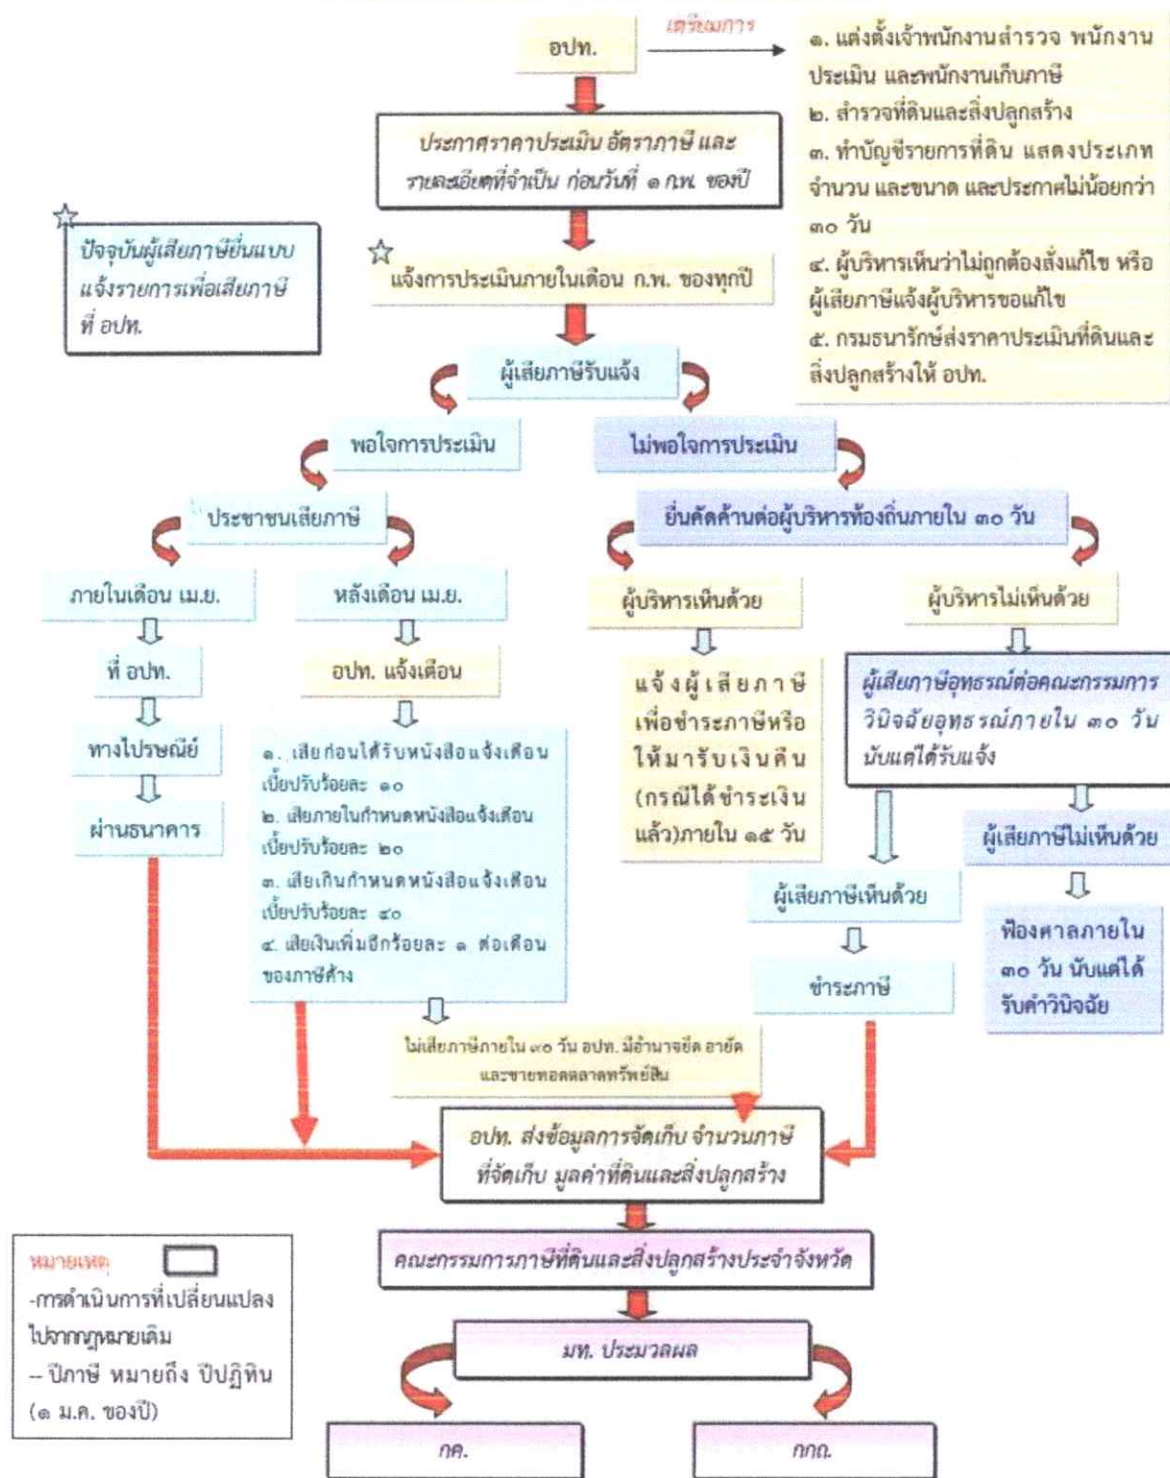 อปท.
เตรียมการ
๑. แต่งตั้งเจ้าพนักงานสำรวจ พนักงาน
ประเมิน และพนักงานเก็บภาษี
๒. สำรวจที่ดินและสิ่งปลูกสร้าง
๓. ทำบัญชีรายการที่ดิน แสดงประเภท
จำนวน และขนาด และประกาศไม่น้อยกว่า
๓๐ วัน
๔. ผู้บริหารเห็นว่าไม่ถูกต้องสั่งแก้ไข หรือ
ผู้เสียภาษีแจ้งผู้บริหารขอแก้ไข
๕. กรมธนารักษ์ส่งราคาประเมินที่ดินและ
สิ่งปลูกสร้างให้ อปท.
ประกาศราคาประเมิน อัตราภาษี และ
รายละเอียดที่จำเป็น ก่อนวันที่ ๑ ก.พ. ของปี
ปัจจุบันผู้เสียภาษียื่นแบบ
แจ้งรายการเพื่อเสียภาษี
ที่ อปท.
แจ้งการประเมินภายในเดือน ก.พ. ของทุกปี
ผู้เสียภาษีรับแจ้ง
พอใจการประเมิน
ไม่พอใจการประเมิน
ประชาชนเสียภาษี
ยื่นคัดค้านต่อผู้บริหารท้องถิ่นภายใน ๓๐ วัน
ภายในเดือน เม.ย.
หลังเดือน เม.ย.
ผู้บริหารเห็นด้วย
ผู้บริหารไม่เห็นด้วย
ที่ อปท.
อปท. แจ้งเตือน
แจ้งผู้เสียภาษี
เพื่อชำระภาษีหรือ
ให้มารับเงินคืน
(กรณีได้ชำระเงิน
แล้ว)ภายใน ๑๕ วัน
ผู้เสียภาษีอุทธรณ์ต่อคณะกรรมการ
วินิจฉัยอุทธรณ์ภายใน ๓๐ วัน
นับแต่ได้รับแจ้ง
ทางไปรษณีย์
ผ่านธนาคาร
๑. เสียก่อนได้รับหนังสือแจ้งเตือน
เบี้ยปรับร้อยละ ๑๐
๒. เสียภายในกำหนดหนังสือแจ้งเตือน
เบี้ยปรับร้อยละ ๒๐
๓. เสียเกินกำหนดหนังสือแจ้งเตือน
เบี้ยปรับร้อยละ ๔๐
๔. เสียเงินเพิ่มอีกร้อยละ ๑ ต่อเดือน
ของภาษีค้าง
ผู้เสียภาษีไม่เห็นด้วย
ผู้เสียภาษีเห็นด้วย
ฟ้องศาลภายใน
๓๐ วัน นับแต่ได้
รับคำวินิจฉัย
ชำระภาษี
ไม่เสียภาษีภายใน ๙๐ วัน อปท. มีอำนาจยึด อายัด
และขายทอดตลาดทรัพย์สิน
อปท. ส่งข้อมูลการจัดเก็บ จำนวนภาษี
ที่จัดเก็บ มูลค่าที่ดินและสิ่งปลูกสร้าง
คณะกรรมการภาษีที่ดินและสิ่งปลูกสร้างประจำจังหวัด
มท. ประมวลผล
กค.
กกถ.
หมายเหตุ
-การดำเนินการที่เปลี่ยนแปลง
ไปจากกฎหมายเดิม
-- ปีภาษี หมายถึง ปีปฏิทิน
(๑ ม.ค. ของปี)